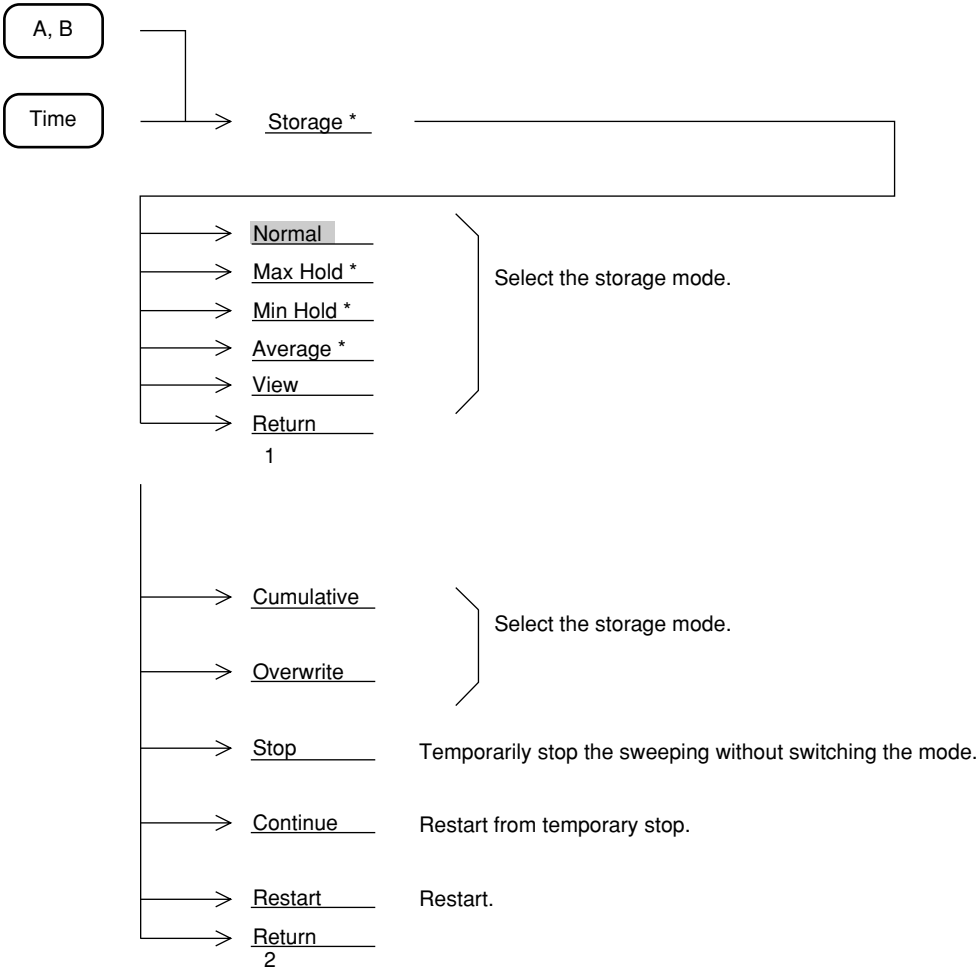 A, B
Time
Storage *
Normal
Max Hold *
Select the storage mode.
Min Hold *
Average *
View
Return
1
Cumulative
Select the storage mode.
Overwrite
Stop
Temporarily stop the sweeping without switching the mode.
Continue
Restart from temporary stop.
Restart
Restart.
Return
2